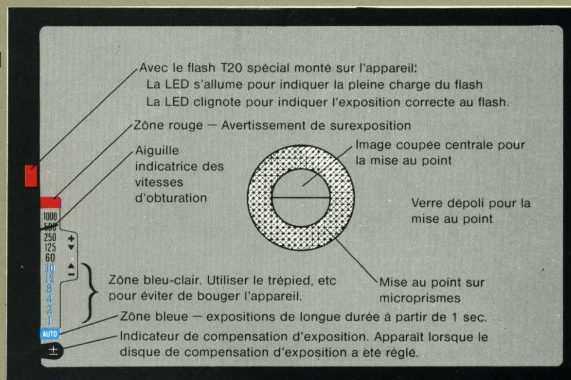 Avec le flash T20 spécial monté sur l'appareil:
La LED s'allume pour indiquer la pleine charge du flash
La LED clignote pour indiquer l'exposition correcte au flash.
Zône rouge — Avertissement de surexposition
Aiguille
indicatrice des
vitesses
d'obturation
Image coupée centrale pour
la mise au point
Verre dépoli pour la
mise au point
1000
500
250
125
60
30
15
8
4
2
1
AUTO
+
−
±
Zône bleu-clair. Utiliser le trépied, etc
pour éviter de bouger l'appareil.
Mise au point sur
microprismes
Zône bleue — expositions de longue durée à partir de 1 sec.
Indicateur de compensation d'exposition. Apparaît lorsque le
disque de compensation d'exposition a été réglé.